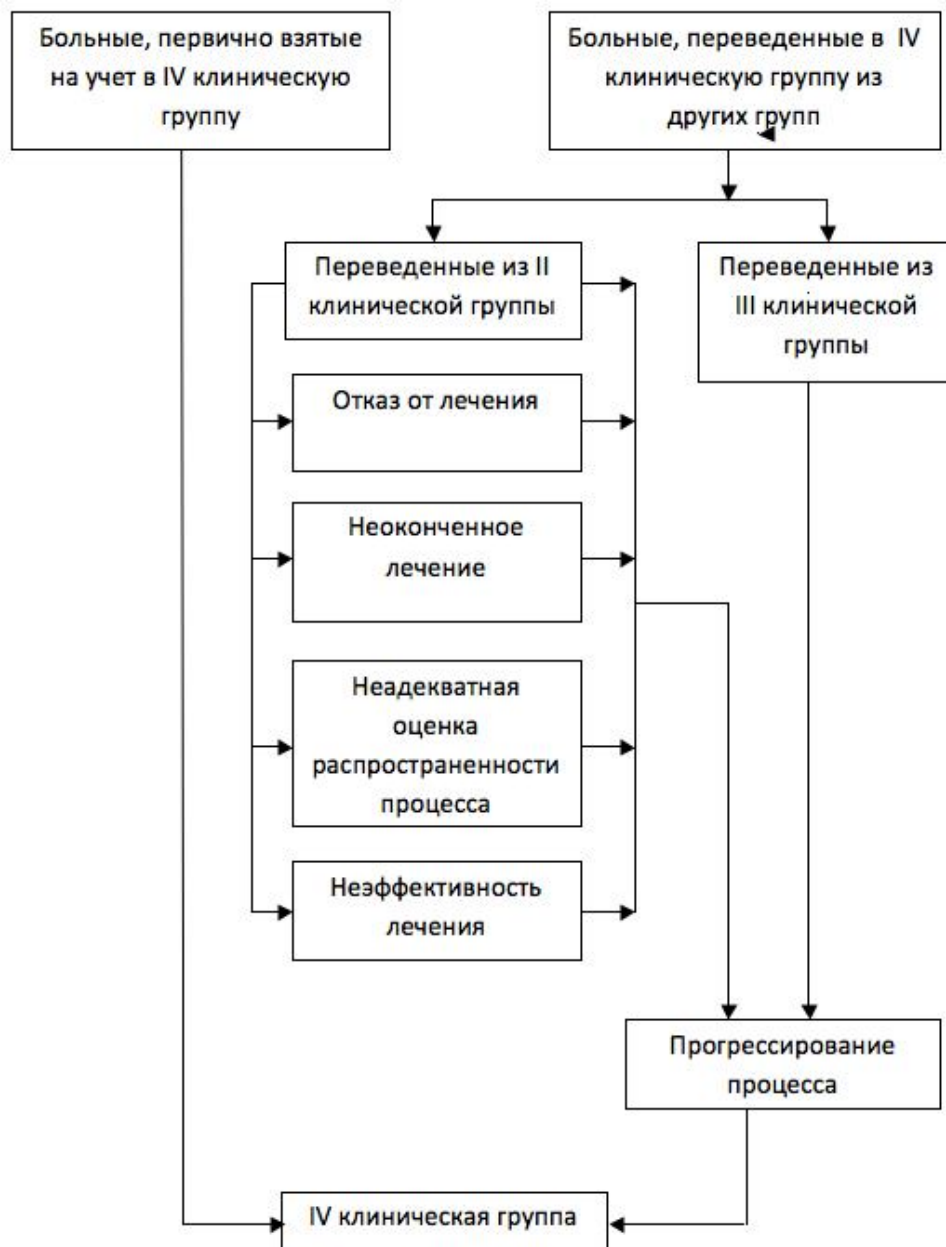 Больные, первично взятые
на учет в IV клиническую
группу
Больные, переведенные в IV
клиническую группу из
других групп
Переведенные из II
клинической группы
Переведенные из
III клинической
группы
Отказ от лечения
Неоконченное
лечение
Неадекватная
оценка
распространенности
процесса
Неэффективность
лечения
Прогрессирование
процесса
IV клиническая группа